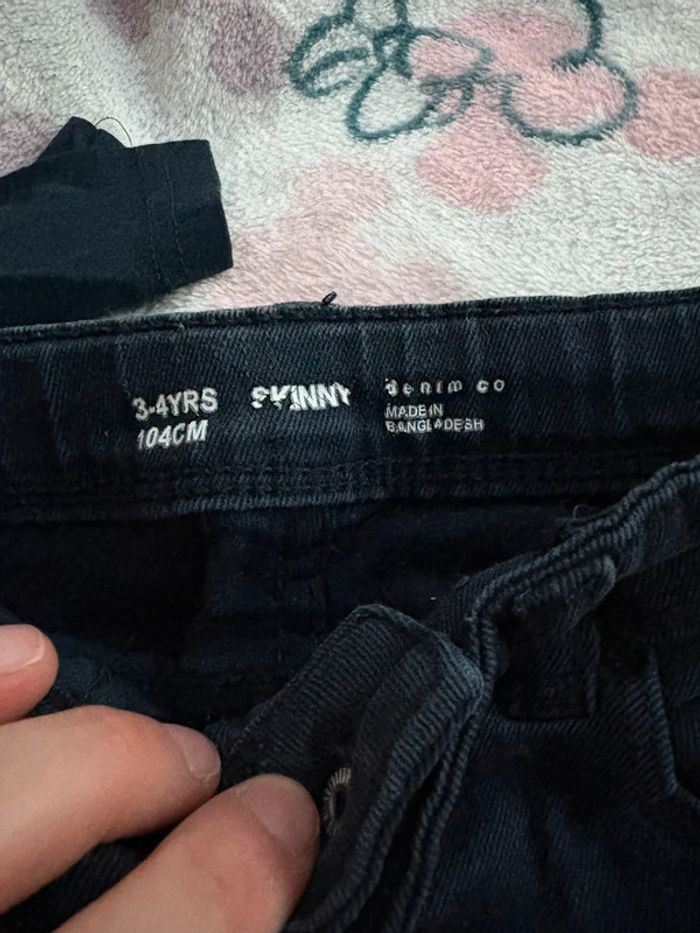 3-4YRS
104CM
SKINNY
denim co
MADE IN
BANGLADESH